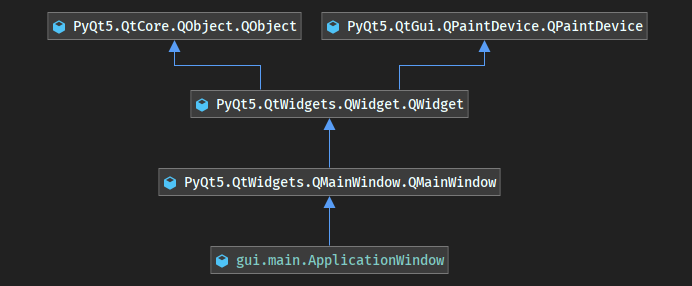 PyQt5.QtCore.QObject.QObject
PyQt5.QtGui.QPaintDevice.QPaintDevice
PyQt5.QtWidgets.QWidget.QWidget
PyQt5.QtWidgets.QMainWindow.QMainWindow
gui.main.ApplicationWindow